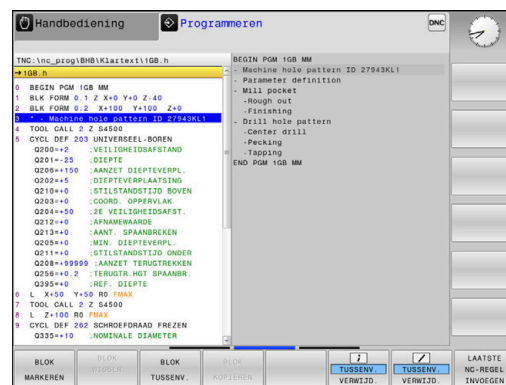 Handbediening
Programmeren
DNC
TNC:\nc_prog\BHB\Klartext\1GB.h
→1GB.h
0 BEGIN PGM 1GB MM
1 BLK FORM 0.1 Z X+0 Y+0 Z-40
2 BLK FORM 0.2 X+100 Y+100 Z+0
3 * - Machine hole pattern ID 27943KL1
4 TOOL CALL 2 Z S4500
5 CYCL DEF 203 UNIVERSEEL-BOREN
Q200=+2 ;VEILIGHEIDSAFSTAND
Q201=-25 ;DIEPTE
Q206=+150 ;AANZET DIEPTEVERPL.
Q202=+5 ;DIEPTEVERPLAATSING
Q210=+0 ;STILSTANDSTIJD BOVEN
Q203=+0 ;COORD. OPPERVLAK
Q204=+50 ;2E VEILIGHEIDSAFST.
Q212=+0 ;AFNAMEWAARDE
Q213=+0 ;AANT. SPAANBREKEN
Q205=+0 ;MIN. DIEPTEVERPL.
Q211=+0 ;STILSTANDSTIJD ONDER
Q208=+99999 ;AANZET TERUGTREKKEN
Q256=+0.2 ;TERUGTR.HGT SPAANBR.
Q395=+0 ;REF. DIEPTE
6 L X+50 Y+50 R0 FMAX
7 TOOL CALL 2 Z S4500
8 L Z+100 R0 FMAX
9 CYCL DEF 262 SCHROEFDRAAD FREZEN
Q335=+10 ;NOMINALE DIAMETER
BEGIN PGM 1GB MM
- Machine hole pattern ID 27943KL1
- Parameter definition
- Mill pocket
-Rough out
-Finishing
- Drill hole pattern
-Center drill
-Pecking
-Tapping
END PGM 1GB MM
BLOK
MARKEREN
BLOK
BLOK
TUSSENV.
BLOK
KOPIEREN
TUSSENV.
VERWIJD.
TUSSENV.
VERWIJD.
LAATSTE
NC-REGEL
INVOEGEN